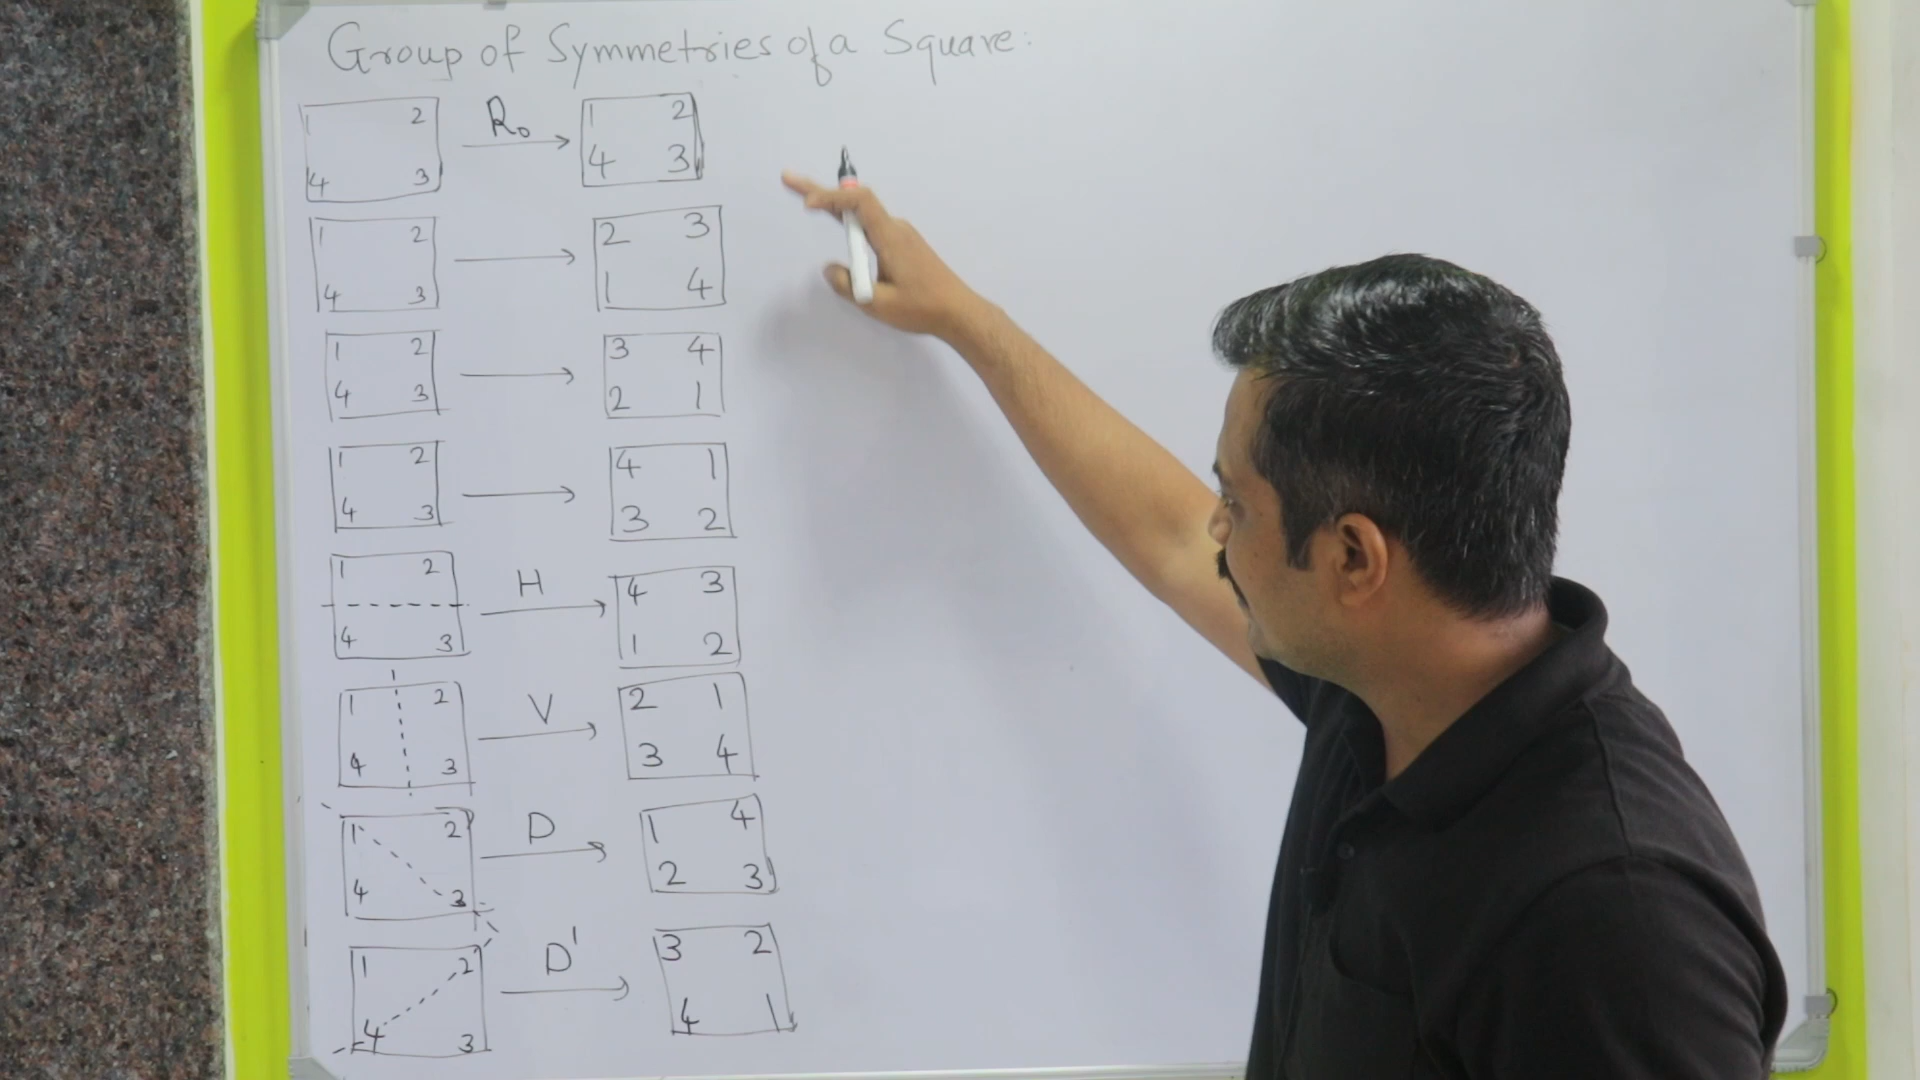 Group of Symmetries of a Square:
1 2 R₀ 1 2
4 3 4 3
1 2 2 3
4 3 1 4
1 2 3 4
4 3 2 1
1 2 4 1
4 3 3 2
1 2 H 4 3
4 3 1 2
1 2 V 2 1
4 3 3 4
1 2 D 1 4
4 3 2 3
1 2 D' 3 2
4 3 4 1